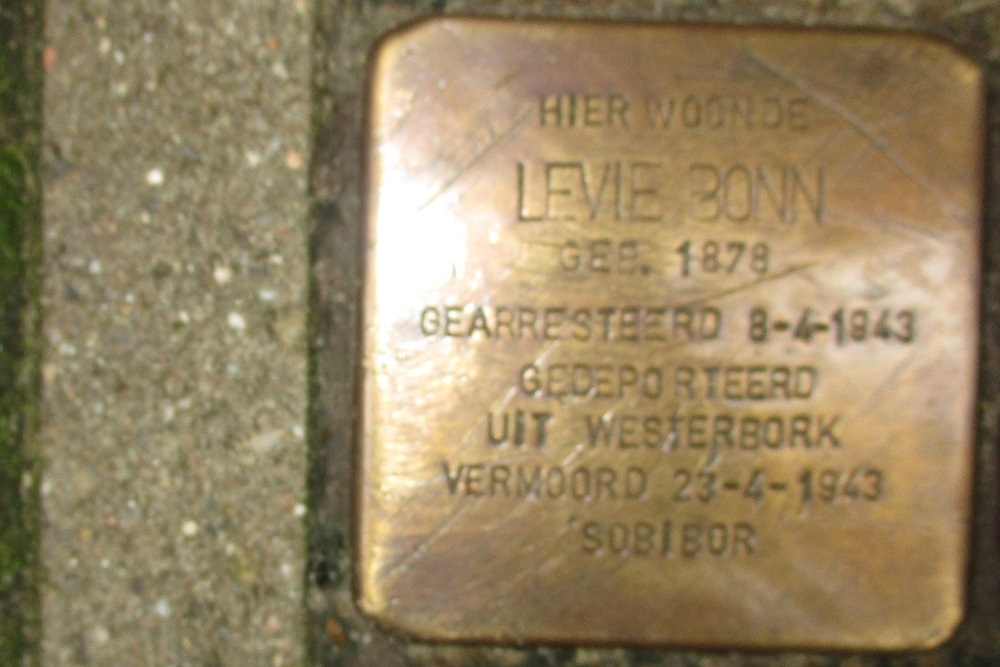 HIER WOONDE
LEVIE BONN
GEB. 1878
GEARRESTEERD 8-4-1943
GEDEPORTEERD
UIT WESTERBORK
VERMOORD 23-4-1943
SOBIBOR